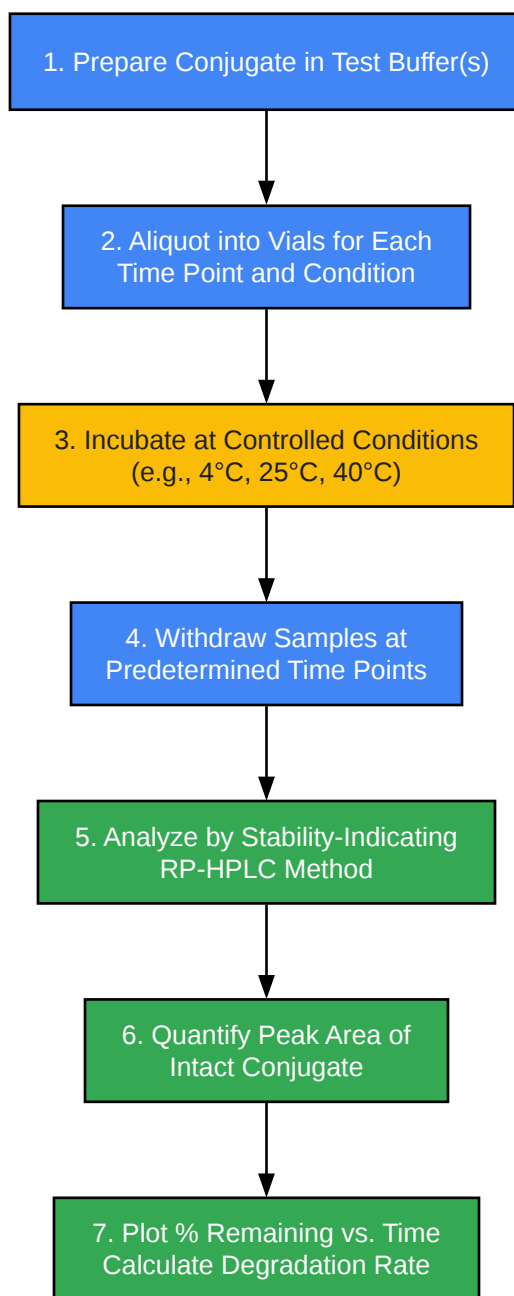 1. Prepare Conjugate in Test Buffer(s)
2. Aliquot into Vials for Each
Time Point and Condition
3. Incubate at Controlled Conditions
(e.g., 4°C, 25°C, 40°C)
4. Withdraw Samples at
Predetermined Time Points
5. Analyze by Stability-Indicating
RP-HPLC Method
6. Quantify Peak Area of
Intact Conjugate
7. Plot % Remaining vs. Time
Calculate Degradation Rate